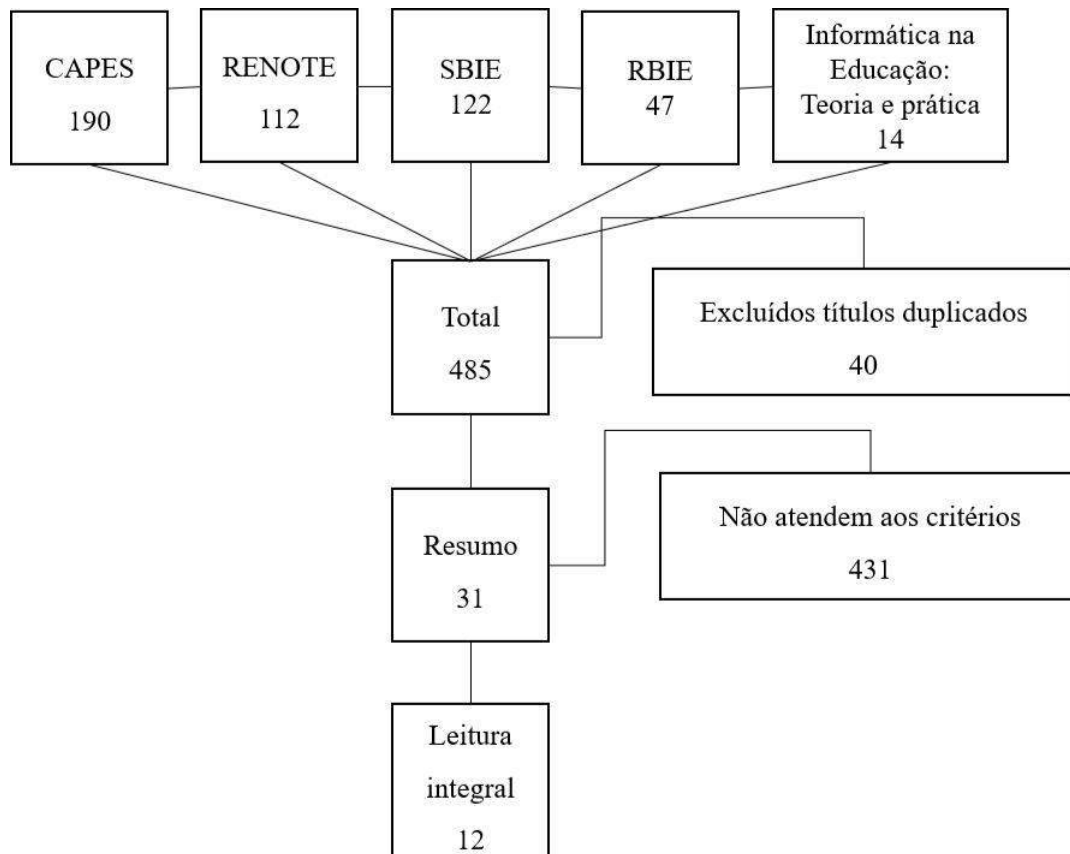 CAPES
190
RENOTE
112
SBIE
122
RBIE
47
Informática na
Educação:
Teoria e prática
14
Total
485
Excluídos títulos duplicados
40
Resumo
31
Não atendem aos critérios
431
Leitura
integral
12